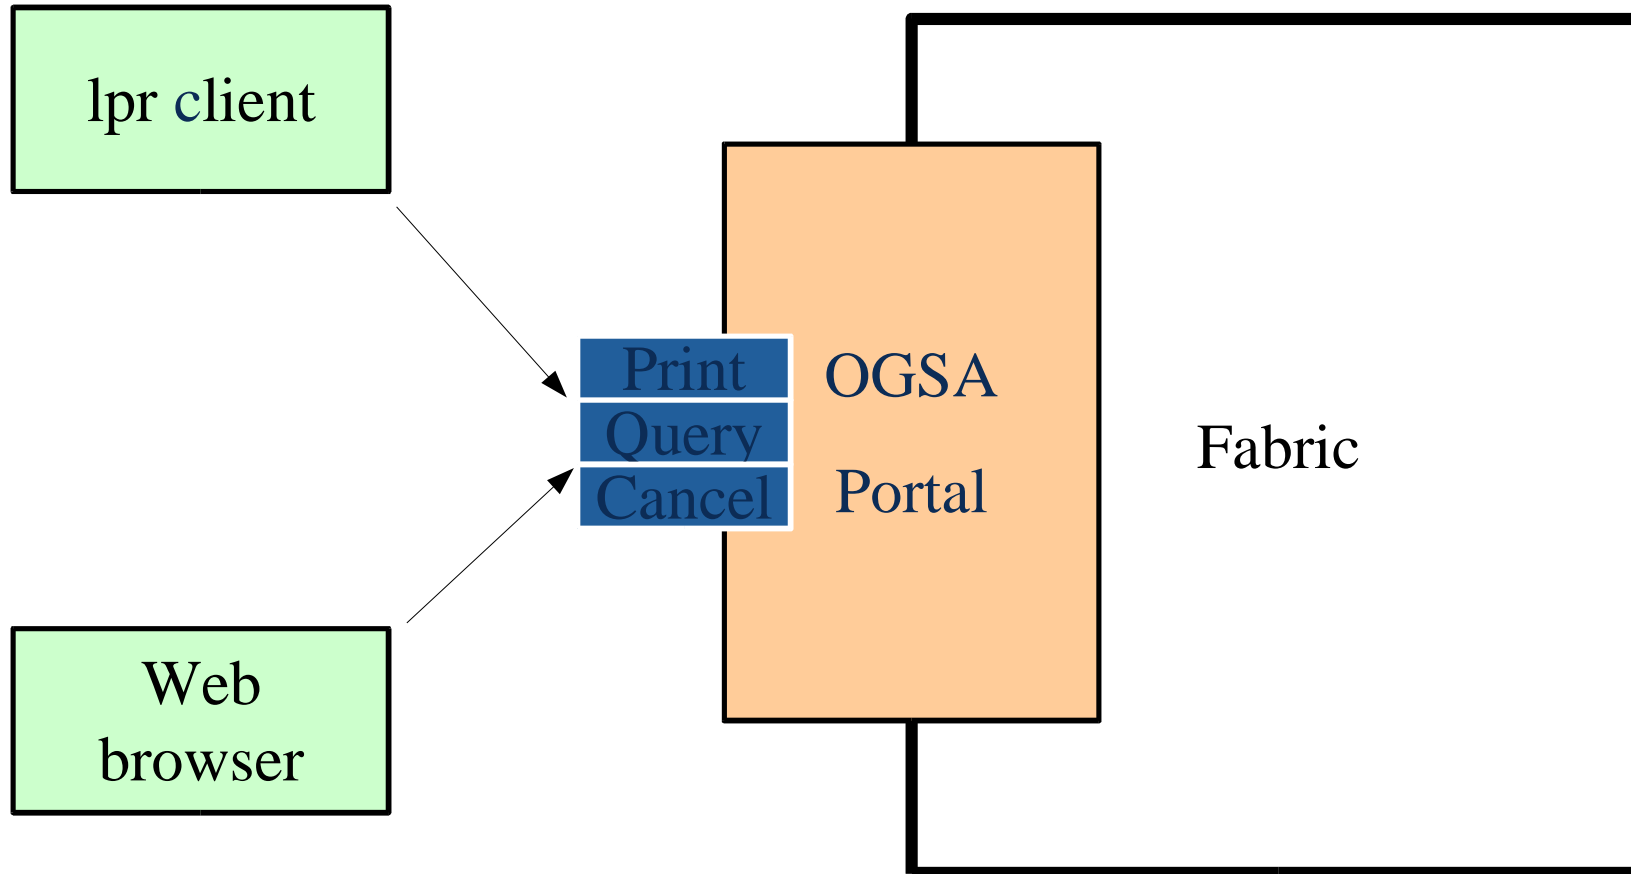 lpr client
Print
Query
Cancel
OGSA
Portal
Fabric
Web
browser